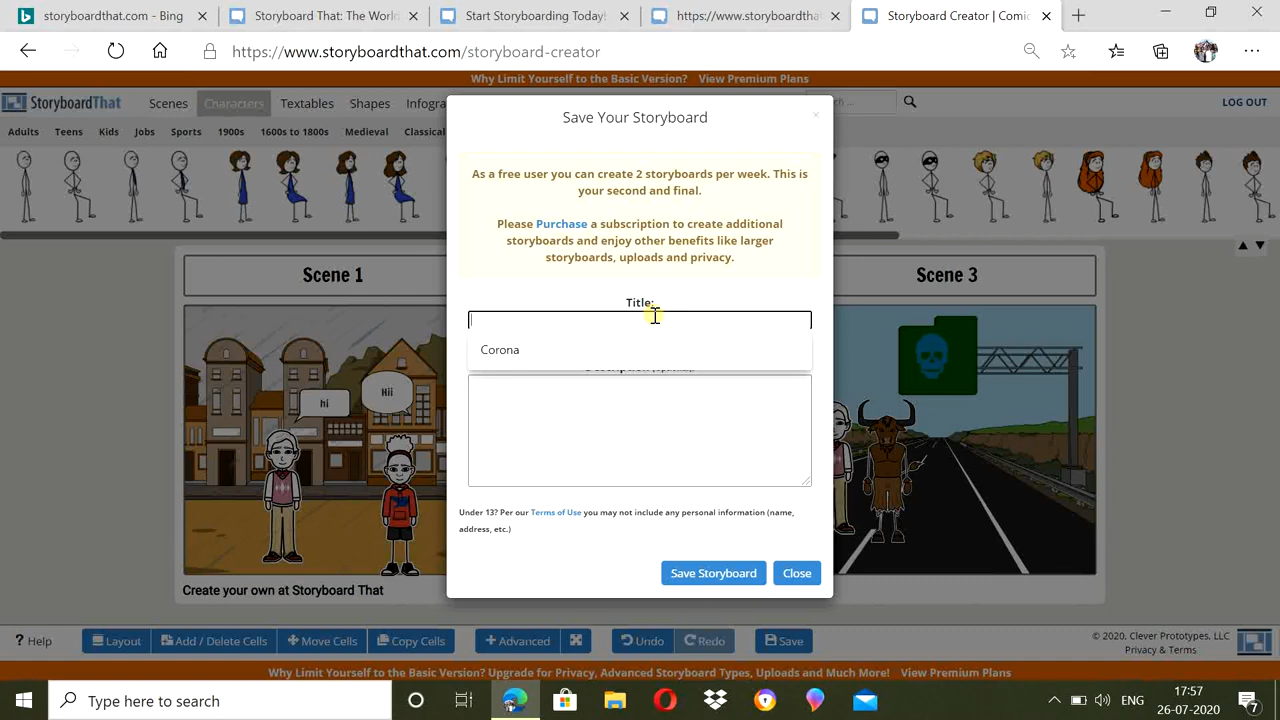 storyboardthat.com - Bing
Storyboard That: The World's
Start Storyboarding Today!
https://www.storyboardthat
Storyboard Creator | Comic
https://www.storyboardthat.com/storyboard-creator
Why Limit Yourself to the Basic Version? View Premium Plans
StoryboardThat
Scenes
Characters
Textables
Shapes
Infogra
LOG OUT
Adults
Teens
Kids
Jobs
Sports
1900s
1600s to 1800s
Medieval
Classical
Save Your Storyboard
As a free user you can create 2 storyboards per week. This is
your second and final.
Please Purchase a subscription to create additional
storyboards and enjoy other benefits like larger
storyboards, uploads and privacy.
Title:
Corona
Under 13? Per our Terms of Use you may not include any personal information (name,
address, etc.)
Save Storyboard
Close
Scene 1
Scene 3
hi
Hii
Create your own at Storyboard That
? Help
Layout
Add / Delete Cells
Move Cells
Copy Cells
Advanced
Undo
Redo
Save
© 2020, Clever Prototypes, LLC
Privacy & Terms
Why Limit Yourself to the Basic Version? Upgrade for Privacy, Advanced Storyboard Types, Uploads and Much More! View Premium Plans
Type here to search
ENG
17:57
26-07-2020
7